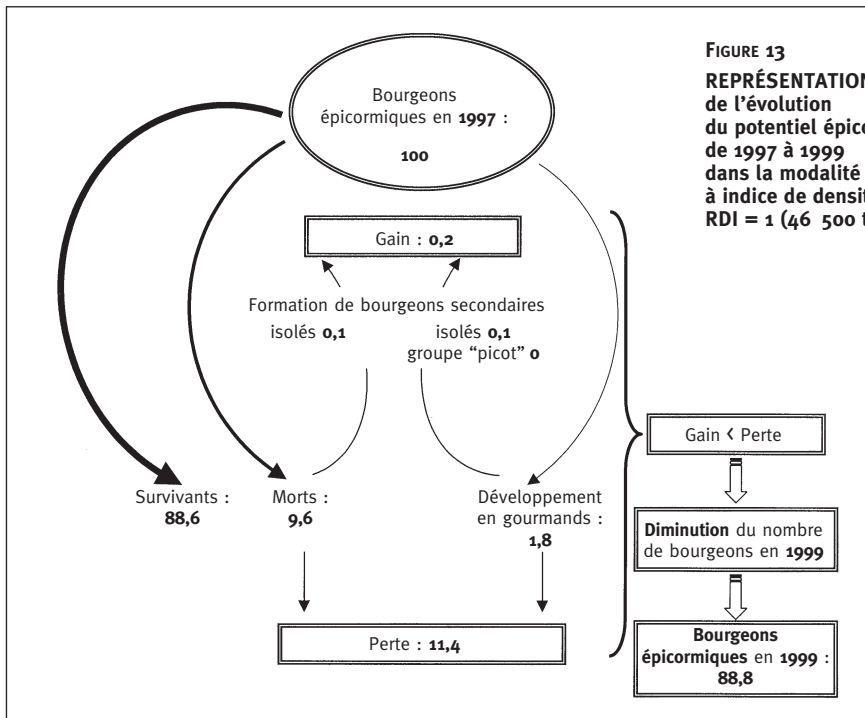 Bourgeons
épicormiques en 1997 :
100
FIGURE 13
REPRÉSENTATION
de l'évolution
du potentiel
de 1997 à 1999
dans la modalité
à indice de
RDI = 1 (46 500
Gain : 0,2
Formation de bourgeons secondaires
isolés 0,1
isolés 0,1
groupe "picot" 0
Survivants :
88,6
Morts :
9,6
Développement
en gourmands :
1,8
Perte : 11,4
Gain < Perte
Diminution du nombre
de bourgeons en 1999
Bourgeons
épicormiques en 1999 :
88,8